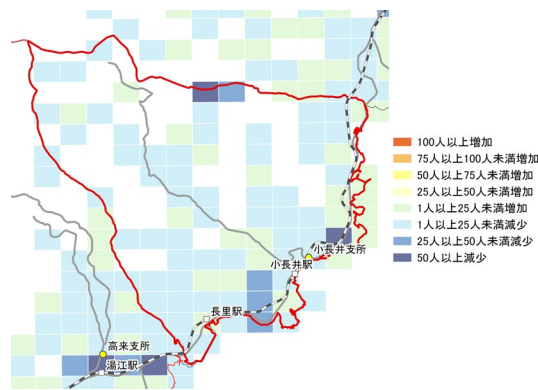 100人以上増加
75人以上100人未満増加
50人以上75人未満増加
25人以上50人未満増加
1人以上25人未満増加
1人以上25人未満減少
25人以上50人未満減少
50人以上減少
小長井支所
小長井駅
長里駅
高来支所
湯江駅